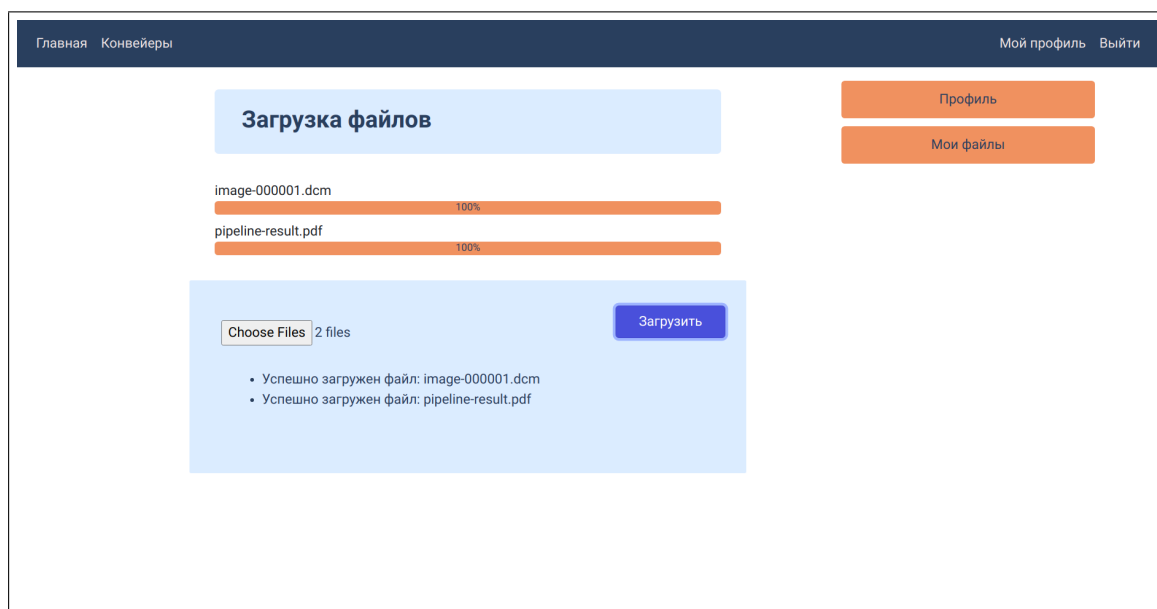 Главная Конвейеры Мой профиль Выйти
Профиль
Мои файлы
Загрузка файлов
image-000001.dcm
100%
pipeline-result.pdf
100%
Choose Files 2 files
Загрузить
• Успешно загружен файл: image-000001.dcm
• Успешно загружен файл: pipeline-result.pdf